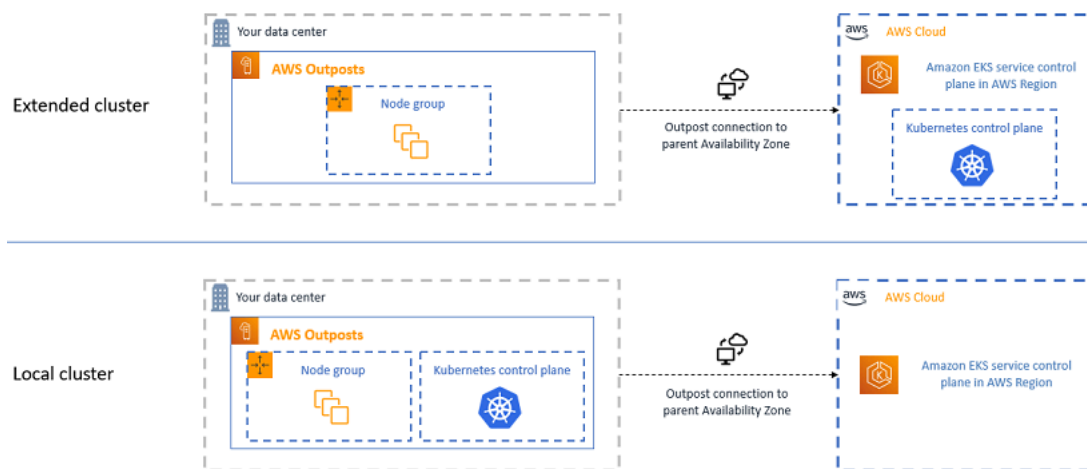 Your data center
aws
AWS Cloud
AWS Outposts
Amazon EKS service control
plane in AWS Region
Extended cluster
Node group
Outpost connection to
parent Availability Zone
Kubernetes control plane
K
Your data center
aws
AWS Cloud
AWS Outposts
Local cluster
Node group
Kubernetes control plane
Outpost connection to
parent Availability Zone
Amazon EKS service control
plane in AWS Region
K